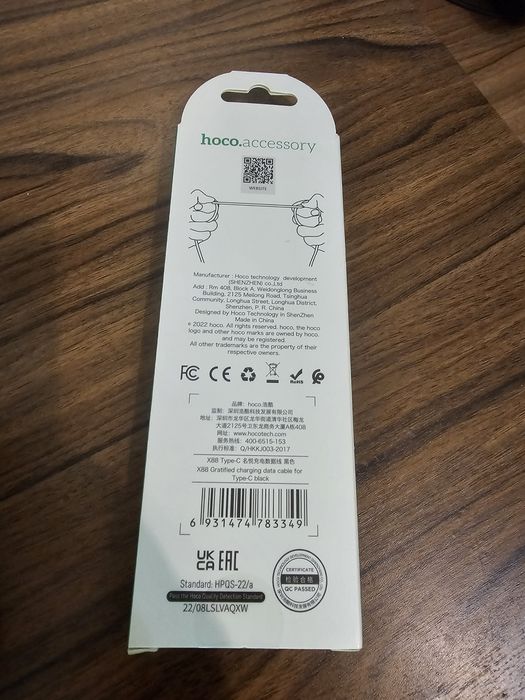 hoco.accessory
WEBSITE
Manufacturer : Hoco technology development
(SHENZHEN) co.,Ltd
Add : Rm 408, Block A, Weidonglong Business
Building, 2125 Meilong Road, Tsinghua
Community, Longhua Street, Longhua District,
Shenzhen, P. R. China
Designed by Hoco Technology in ShenZhen
Made in China
© 2022 hoco. All rights reserved. hoco, the hoco
logo and other hoco marks are owned by hoco.
and may be registered.
All other trademarks are the property of their
respective owners.
FC CE RoHS
品牌: hoco.浩酷
监制: 深圳浩酷科技发展有限公司
地址: 深圳市龙华区龙华街道清华社区梅龙
大道2125号卫东龙商务大厦A栋408
网址: www.hocotech.com
服务热线: 400-6515-153
执行标准: Q/HKKJ003-2017
X88 Type-C 名悦充电数据线 黑色
X88 Gratified charging data cable for
Type-C black
6 931474 783349
UK CA EAC
Standard: HPQS-22/a
Pass the Hoco Quality Detection Standard
22/08LSLVAQXW
CERTIFICATE
检验合格
QC PASSED